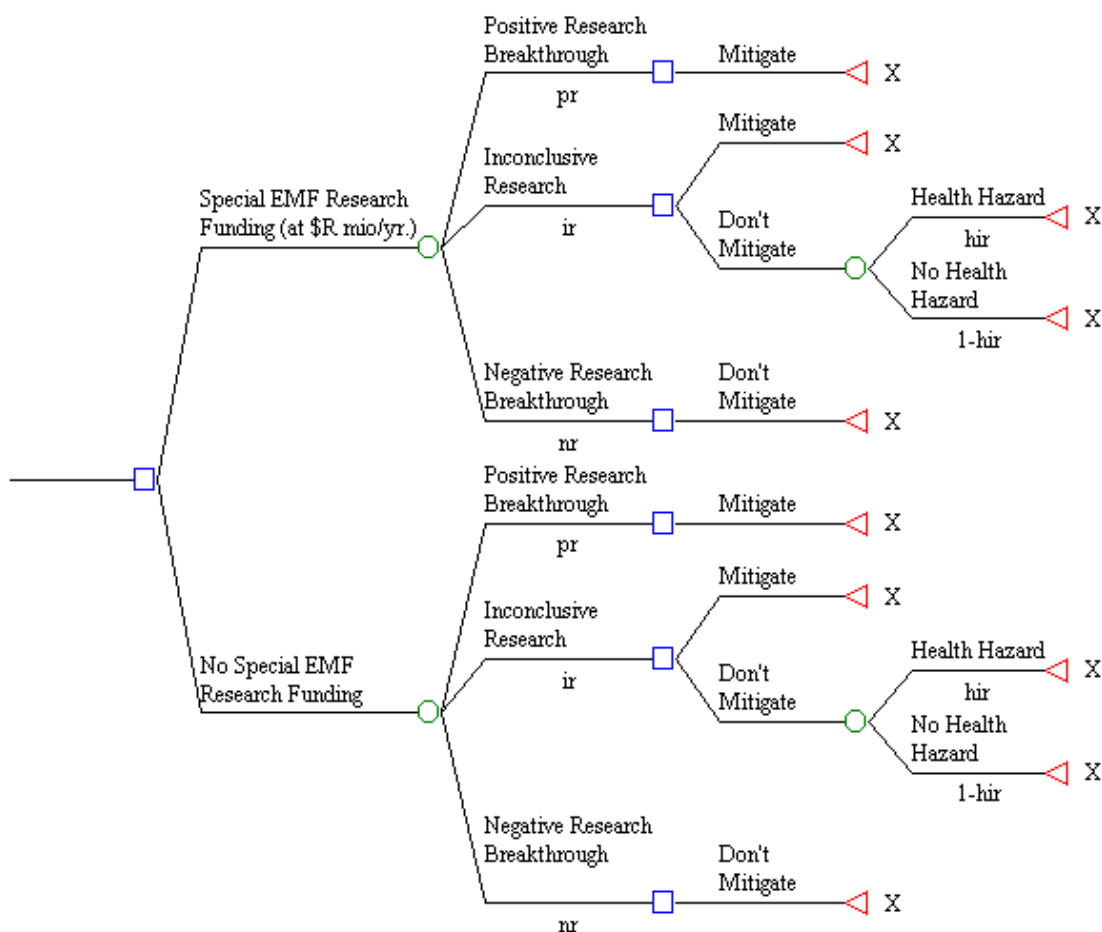 Positive Research
Breakthrough
pr
Mitigate
X
Mitigate
X
Inconclusive
Research
ir
Special EMF Research
Funding (at $R mio/yr.)
Don't
Mitigate
Health Hazard
X
hir
No Health
Hazard
X
1-hir
Negative Research
Breakthrough
nr
Don't
Mitigate
X
Positive Research
Breakthrough
pr
Mitigate
X
Mitigate
X
Inconclusive
Research
ir
No Special EMF
Research Funding
Don't
Mitigate
Health Hazard
X
hir
No Health
Hazard
X
1-hir
Negative Research
Breakthrough
nr
Don't
Mitigate
X